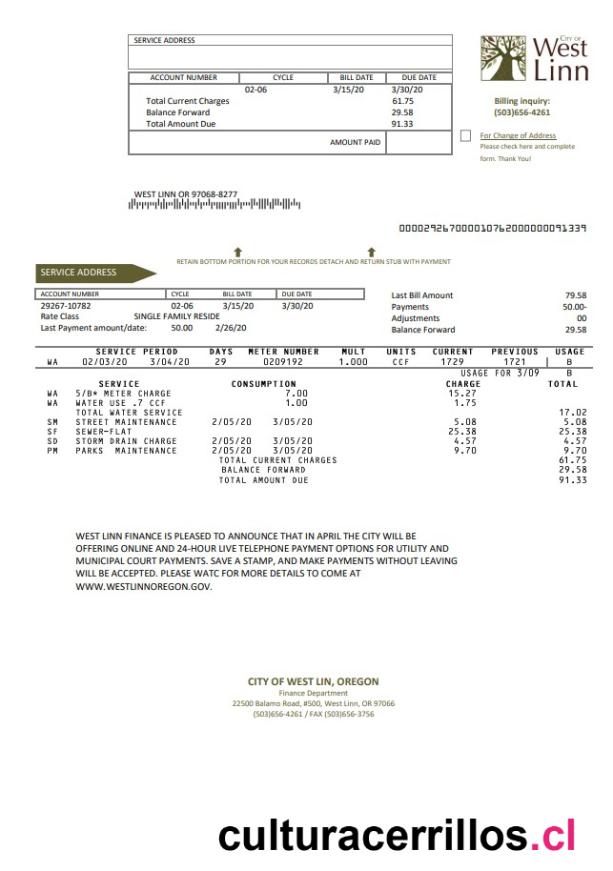 SERVICE ADDRESS
City of
West
Linn
ACCOUNT NUMBER CYCLE BILL DATE DUE DATE
02-06 3/15/20 3/30/20
Total Current Charges 61.75
Balance Forward 29.58
Total Amount Due 91.33
AMOUNT PAID
Billing inquiry:
(503)656-4261
For Change of Address
Please check here and complete
form. Thank You!
WEST LINN OR 97068-8277
00002926700001076200000009​1339
RETAIN BOTTOM PORTION FOR YOUR RECORDS DETACH AND RETURN STUB WITH PAYMENT
SERVICE ADDRESS
ACCOUNT NUMBER CYCLE BILL DATE DUE DATE
29267-10782 02-06 3/15/20 3/30/20
Rate Class SINGLE FAMILY RESIDE
Last Payment amount/date: 50.00 2/26/20
Last Bill Amount 79.58
Payments 50.00-
Adjustments 00
Balance Forward 29.58
SERVICE PERIOD DAYS METER NUMBER MULT UNITS CURRENT PREVIOUS USAGE
WA 02/03/20 3/04/20 29 0209192 1.000 CCF 1729 1721 B
USAGE FOR 3/09 B
SERVICE CONSUMPTION CHARGE TOTAL
WA 5/B* METER CHARGE 7.00 15.27
WA WATER USE .7 CCF 1.00 1.75
TOTAL WATER SERVICE 17.02
SM STREET MAINTENANCE 2/05/20 3/05/20 5.08 5.08
SF SEWER-FLAT 25.38 25.38
SD STORM DRAIN CHARGE 2/05/20 3/05/20 4.57 4.57
PM PARKS MAINTENANCE 2/05/20 3/05/20 9.70 9.70
TOTAL CURRENT CHARGES 61.75
BALANCE FORWARD 29.58
TOTAL AMOUNT DUE 91.33
WEST LINN FINANCE IS PLEASED TO ANNOUNCE THAT IN APRIL THE CITY WILL BE
OFFERING ONLINE AND 24-HOUR LIVE TELEPHONE PAYMENT OPTIONS FOR UTILITY AND
MUNICIPAL COURT PAYMENTS. SAVE A STAMP, AND MAKE PAYMENTS WITHOUT LEAVING
WILL BE ACCEPTED. PLEASE WATC FOR MORE DETAILS TO COME AT
WWW.WESTLINNOREGON.GOV.
CITY OF WEST LIN, OREGON
Finance Department
22500 Balamo Road, #500, West Linn, OR 97066
(503)656-4261 / FAX (503)656-3756
culturacerrillos.cl